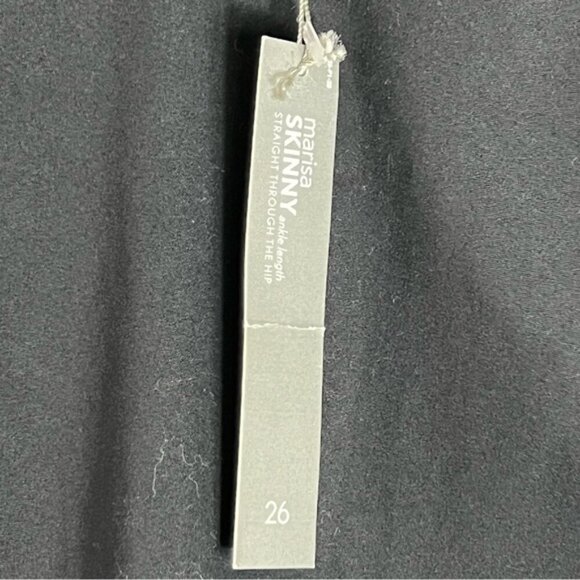 marisa
SKINNY ankle length
STRAIGHT THROUGH THE HIP
26